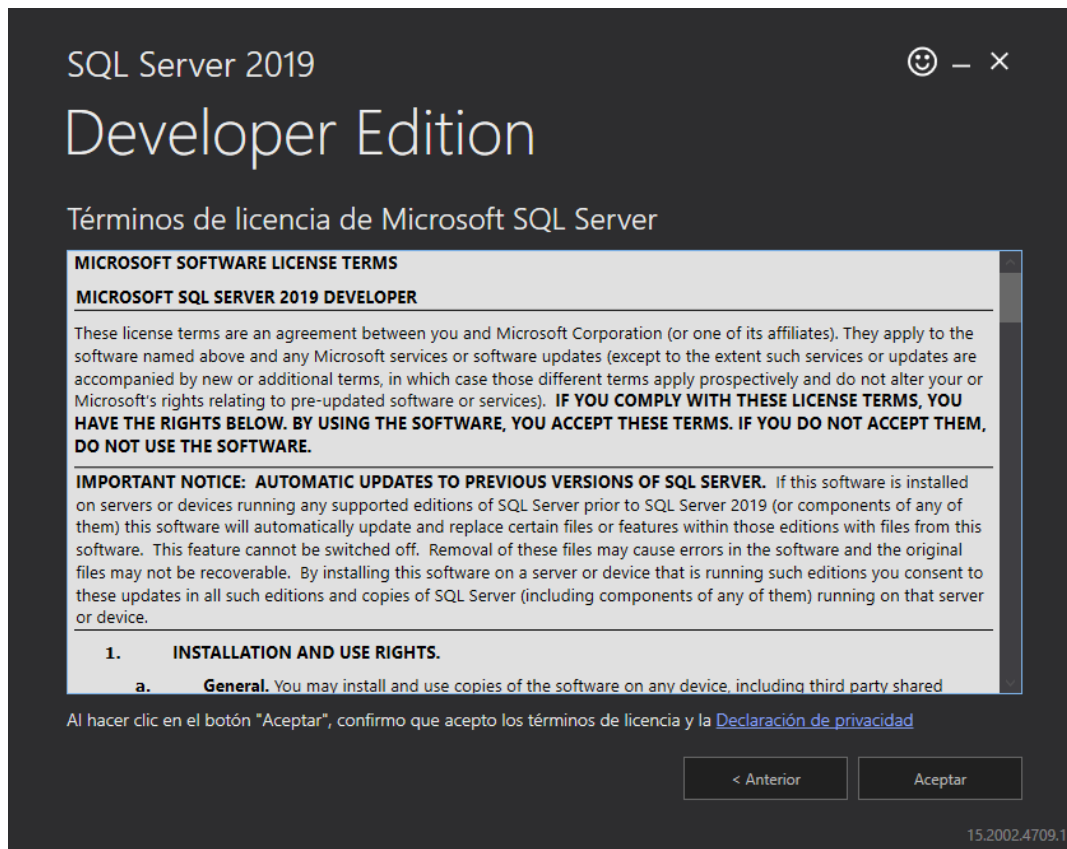 SQL Server 2019
Developer Edition
Términos de licencia de Microsoft SQL Server
MICROSOFT SOFTWARE LICENSE TERMS
MICROSOFT SQL SERVER 2019 DEVELOPER
These license terms are an agreement between you and Microsoft Corporation (or one of its affiliates). They apply to the
software named above and any Microsoft services or software updates (except to the extent such services or updates are
accompanied by new or additional terms, in which case those different terms apply prospectively and do not alter your or
Microsoft's rights relating to pre-updated software or services). IF YOU COMPLY WITH THESE LICENSE TERMS, YOU
HAVE THE RIGHTS BELOW. BY USING THE SOFTWARE, YOU ACCEPT THESE TERMS. IF YOU DO NOT ACCEPT THEM,
DO NOT USE THE SOFTWARE.
IMPORTANT NOTICE: AUTOMATIC UPDATES TO PREVIOUS VERSIONS OF SQL SERVER. If this software is installed
on servers or devices running any supported editions of SQL Server prior to SQL Server 2019 (or components of any of
them) this software will automatically update and replace certain files or features within those editions with files from this
software. This feature cannot be switched off. Removal of these files may cause errors in the software and the original
files may not be recoverable. By installing this software on a server or device that is running such editions you consent to
these updates in all such editions and copies of SQL Server (including components of any of them) running on that server
or device.
1. INSTALLATION AND USE RIGHTS.
a. General. You may install and use copies of the software on any device, including third party shared
Al hacer clic en el botón "Aceptar", confirmo que acepto los términos de licencia y la Declaración de privacidad
< Anterior
Aceptar
15.2002.4709.1